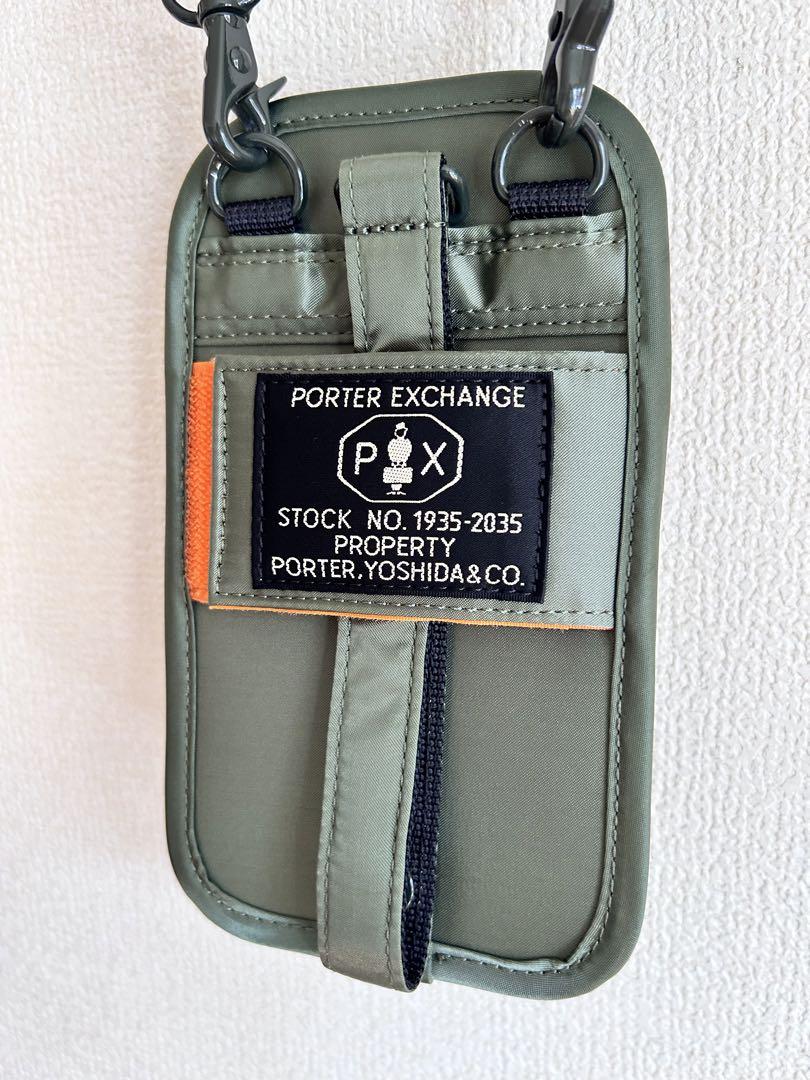 PORTER EXCHANGE
P X
STOCK NO. 1935-2035
PROPERTY
PORTER.YOSHIDA&CO.